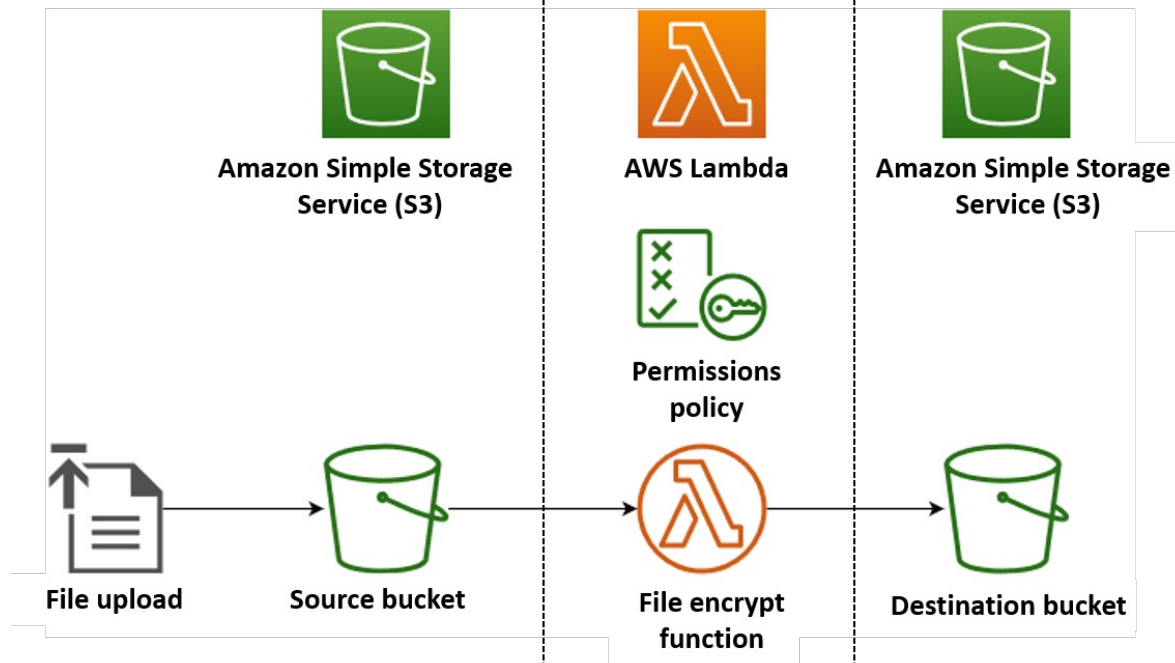 Amazon Simple Storage
Service (S3)
AWS Lambda
Amazon Simple Storage
Service (S3)
Permissions
policy
File upload
Source bucket
File encrypt
function
Destination bucket